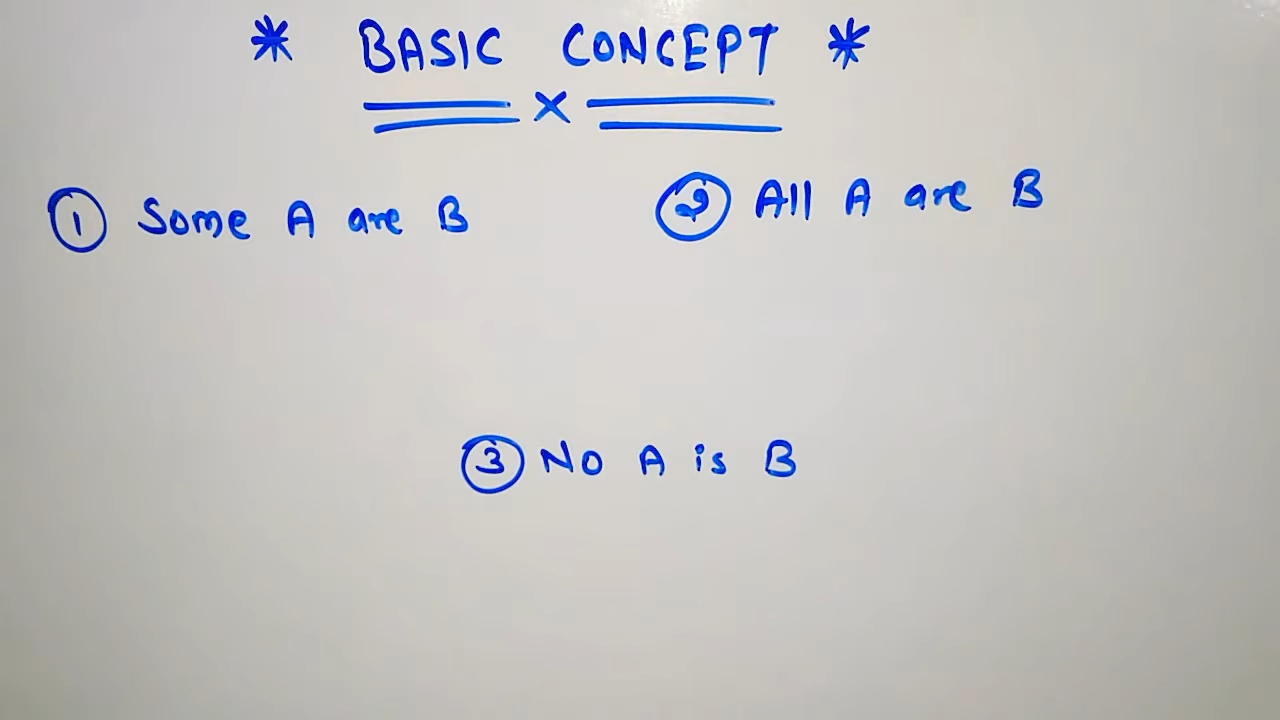 * BASIC CONCEPT *
x
① Some A are B
② All A are B
③ No A is B